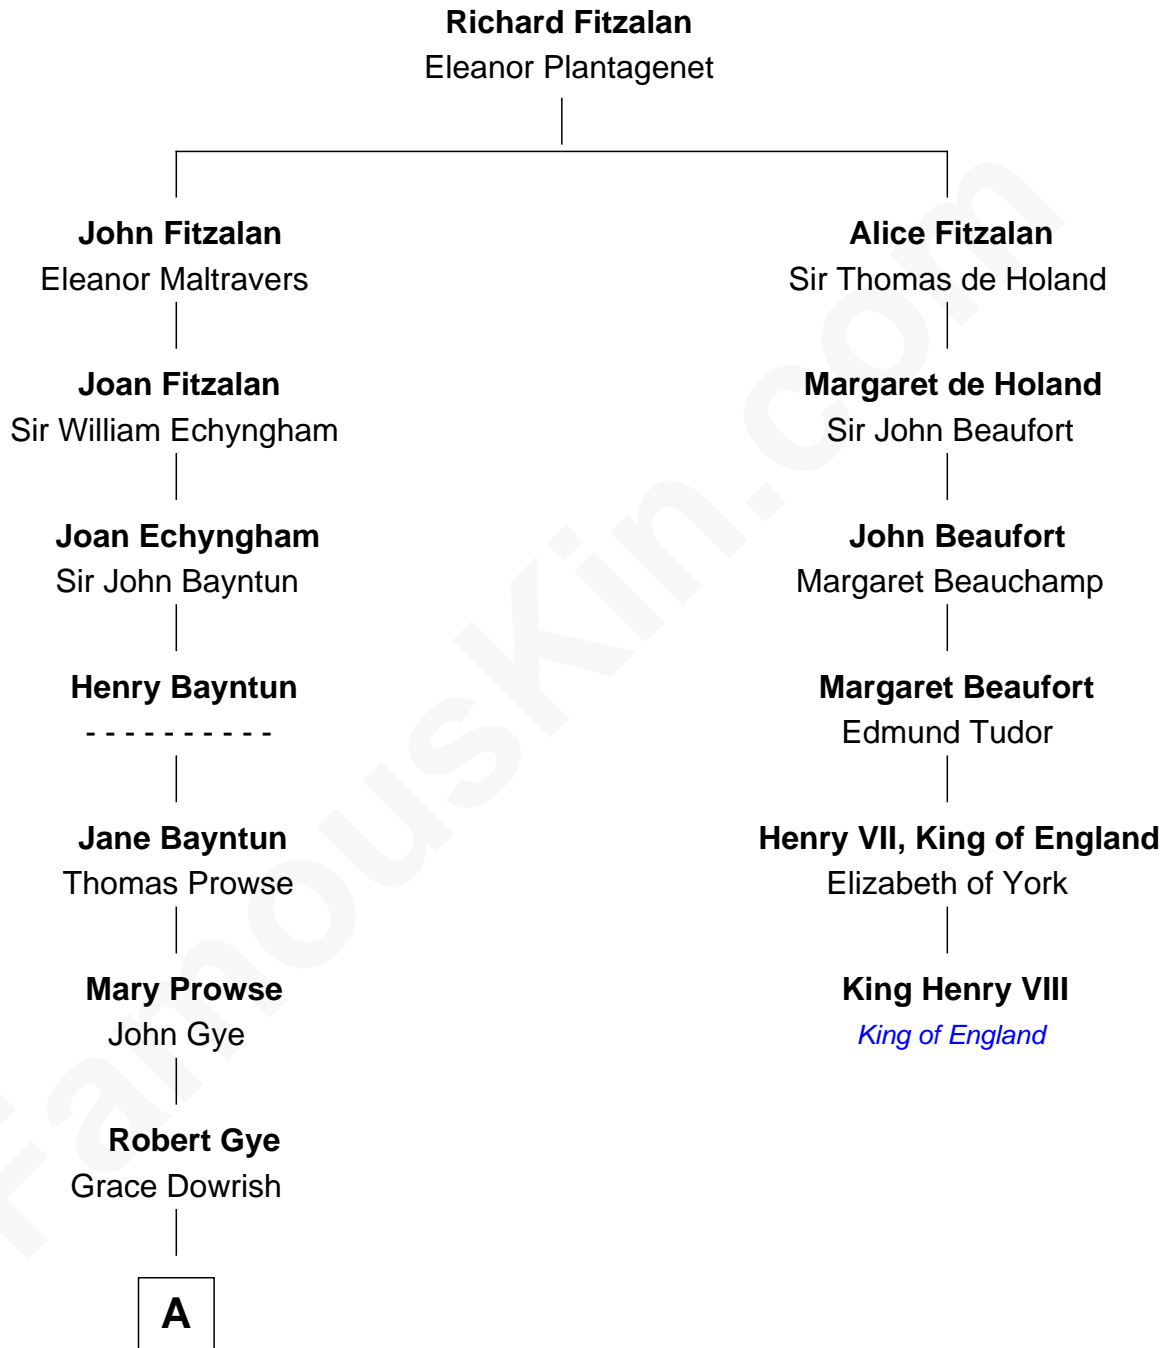 Richard Fitzalan
Eleanor Plantagenet
John Fitzalan
Eleanor Maltravers
Alice Fitzalan
Sir Thomas de Holand
Joan Fitzalan
Sir William Echyngham
Margaret de Holand
Sir John Beaufort
Joan Echyngham
Sir John Bayntun
John Beaufort
Margaret Beauchamp
Henry Bayntun
- - - - - - - - - -
Margaret Beaufort
Edmund Tudor
Jane Bayntun
Thomas Prowse
Henry VII, King of England
Elizabeth of York
Mary Prowse
John Gye
King Henry VIII
King of England
Robert Gye
Grace Dowrish
A
FamousKin.com